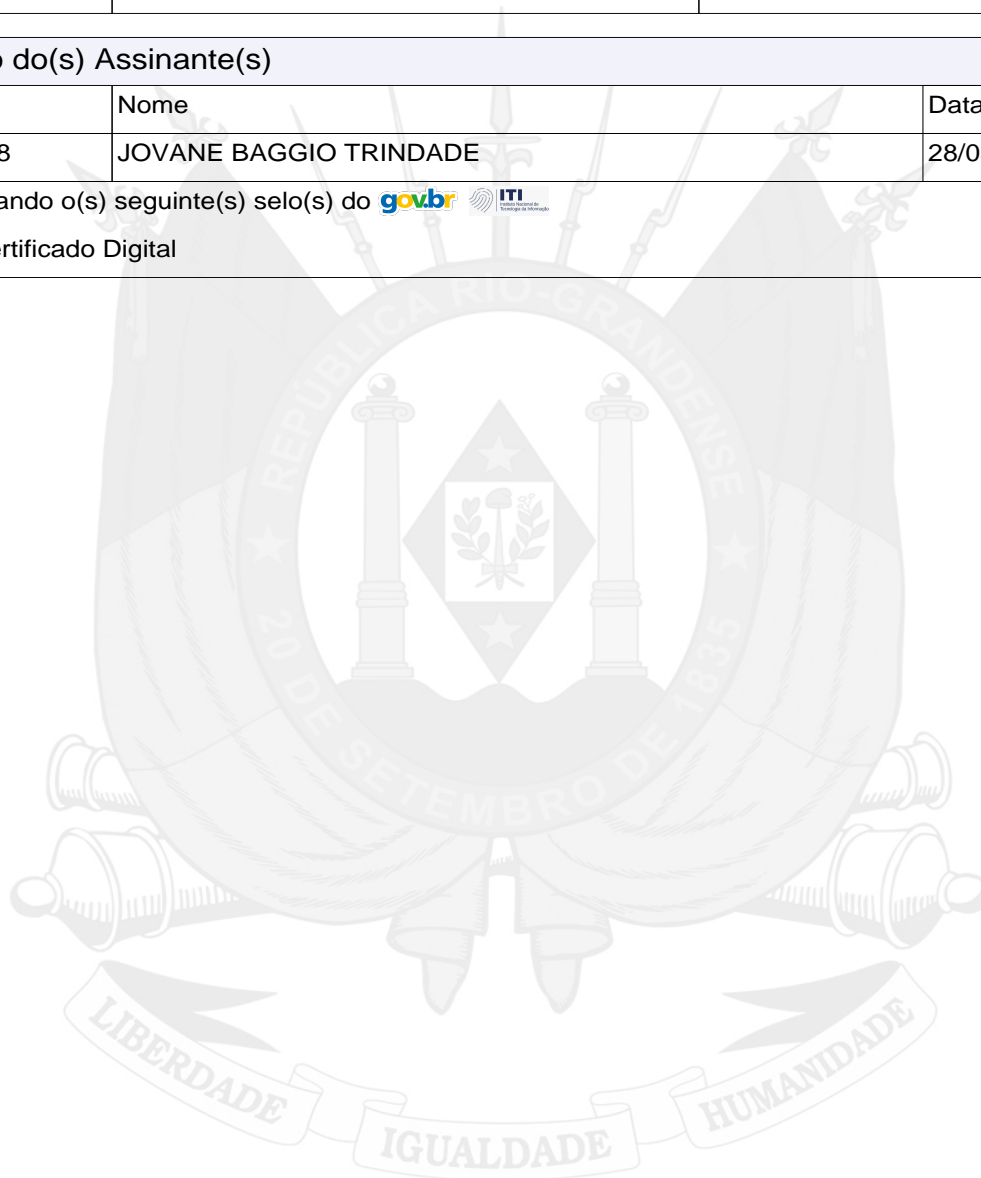 o do(s) Assinante(s)
Nome
Data
8
JOVANE BAGGIO TRINDADE
28/0
ando o(s) seguinte(s) selo(s) do gov.br ITI
ertificado Digital
REPÚBLICA RIO-GRANDENSE
20 DE SETEMBRO DE 1835
LIBERDADE
IGUALDADE
HUMANIDADE